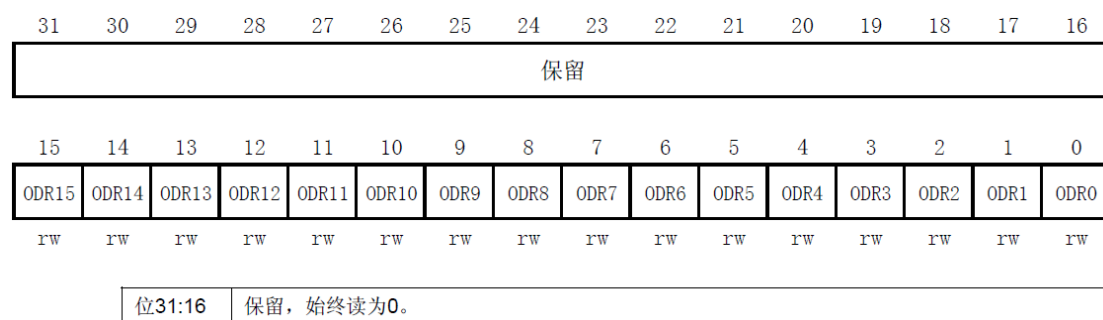 31 30 29 28 27 26 25 24 23 22 21 20 19 18 17 16
保留
15 14 13 12 11 10 9 8 7 6 5 4 3 2 1 0
ODR15 ODR14 ODR13 ODR12 ODR11 ODR10 ODR9 ODR8 ODR7 ODR6 ODR5 ODR4 ODR3 ODR2 ODR1 ODR0
rw rw rw rw rw rw rw rw rw rw rw rw rw rw rw rw
位31:16 保留，始终读为0。